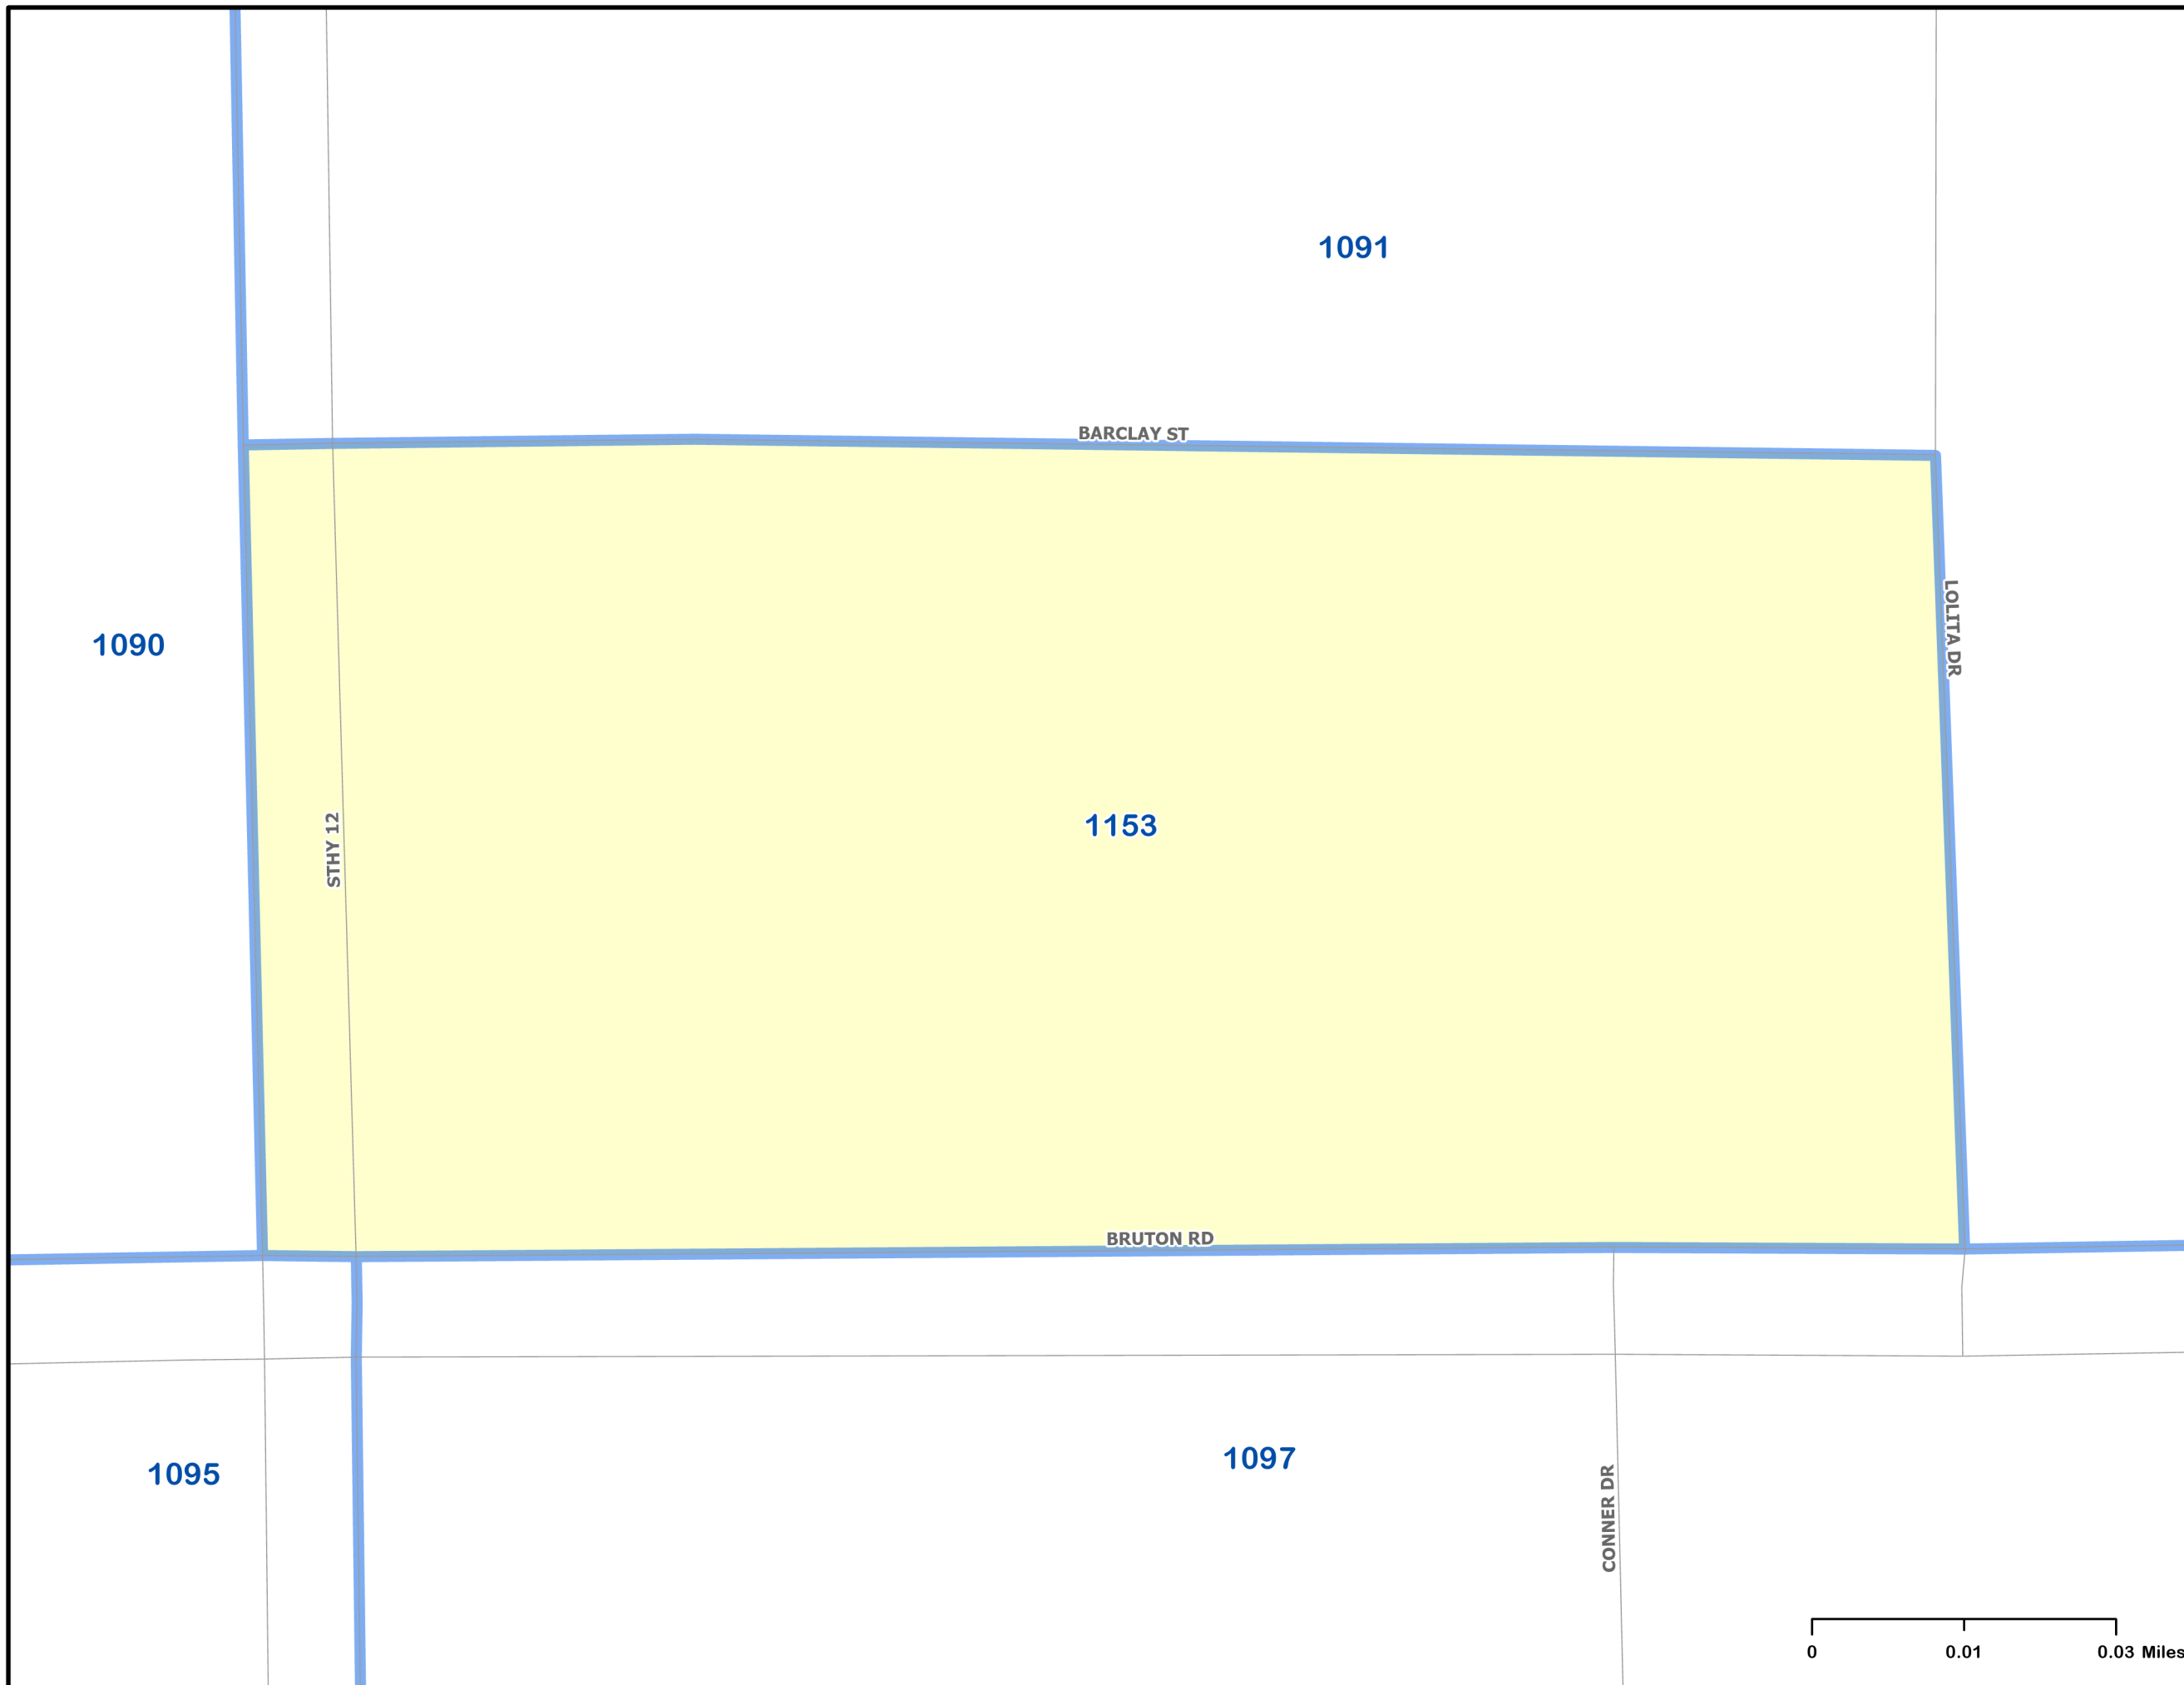 1091
BARCLAY ST
LOLITA DR
1090
STHY 12
1153
BRUTON RD
1095
1097
CONNER DR
0 0.01 0.03 Miles